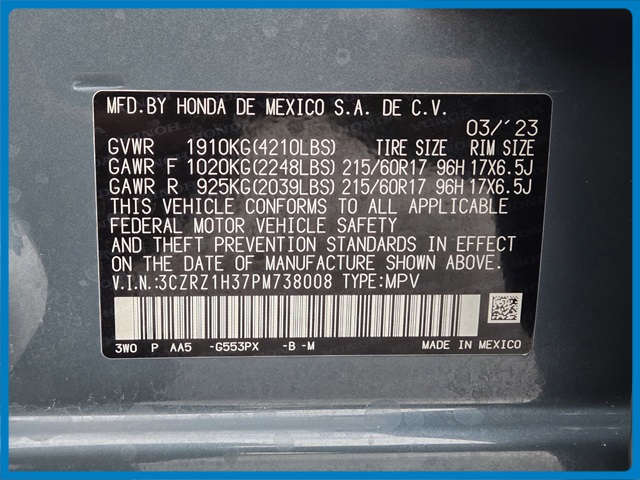 MFD.BY HONDA DE MEXICO S.A. DE C.V.
03/'23
GVWR 1910KG(4210LBS) TIRE SIZE RIM SIZE
GAWR F 1020KG(2248LBS) 215/60R17 96H 17X6.5J
GAWR R 925KG(2039LBS) 215/60R17 96H 17X6.5J
THIS VEHICLE CONFORMS TO ALL APPLICABLE
FEDERAL MOTOR VEHICLE SAFETY
AND THEFT PREVENTION STANDARDS IN EFFECT
ON THE DATE OF MANUFACTURE SHOWN ABOVE.
V.I.N.:3CZRZ1H37PM738008 TYPE:MPV
3W0 P AA5 -G553PX -B -M MADE IN MEXICO